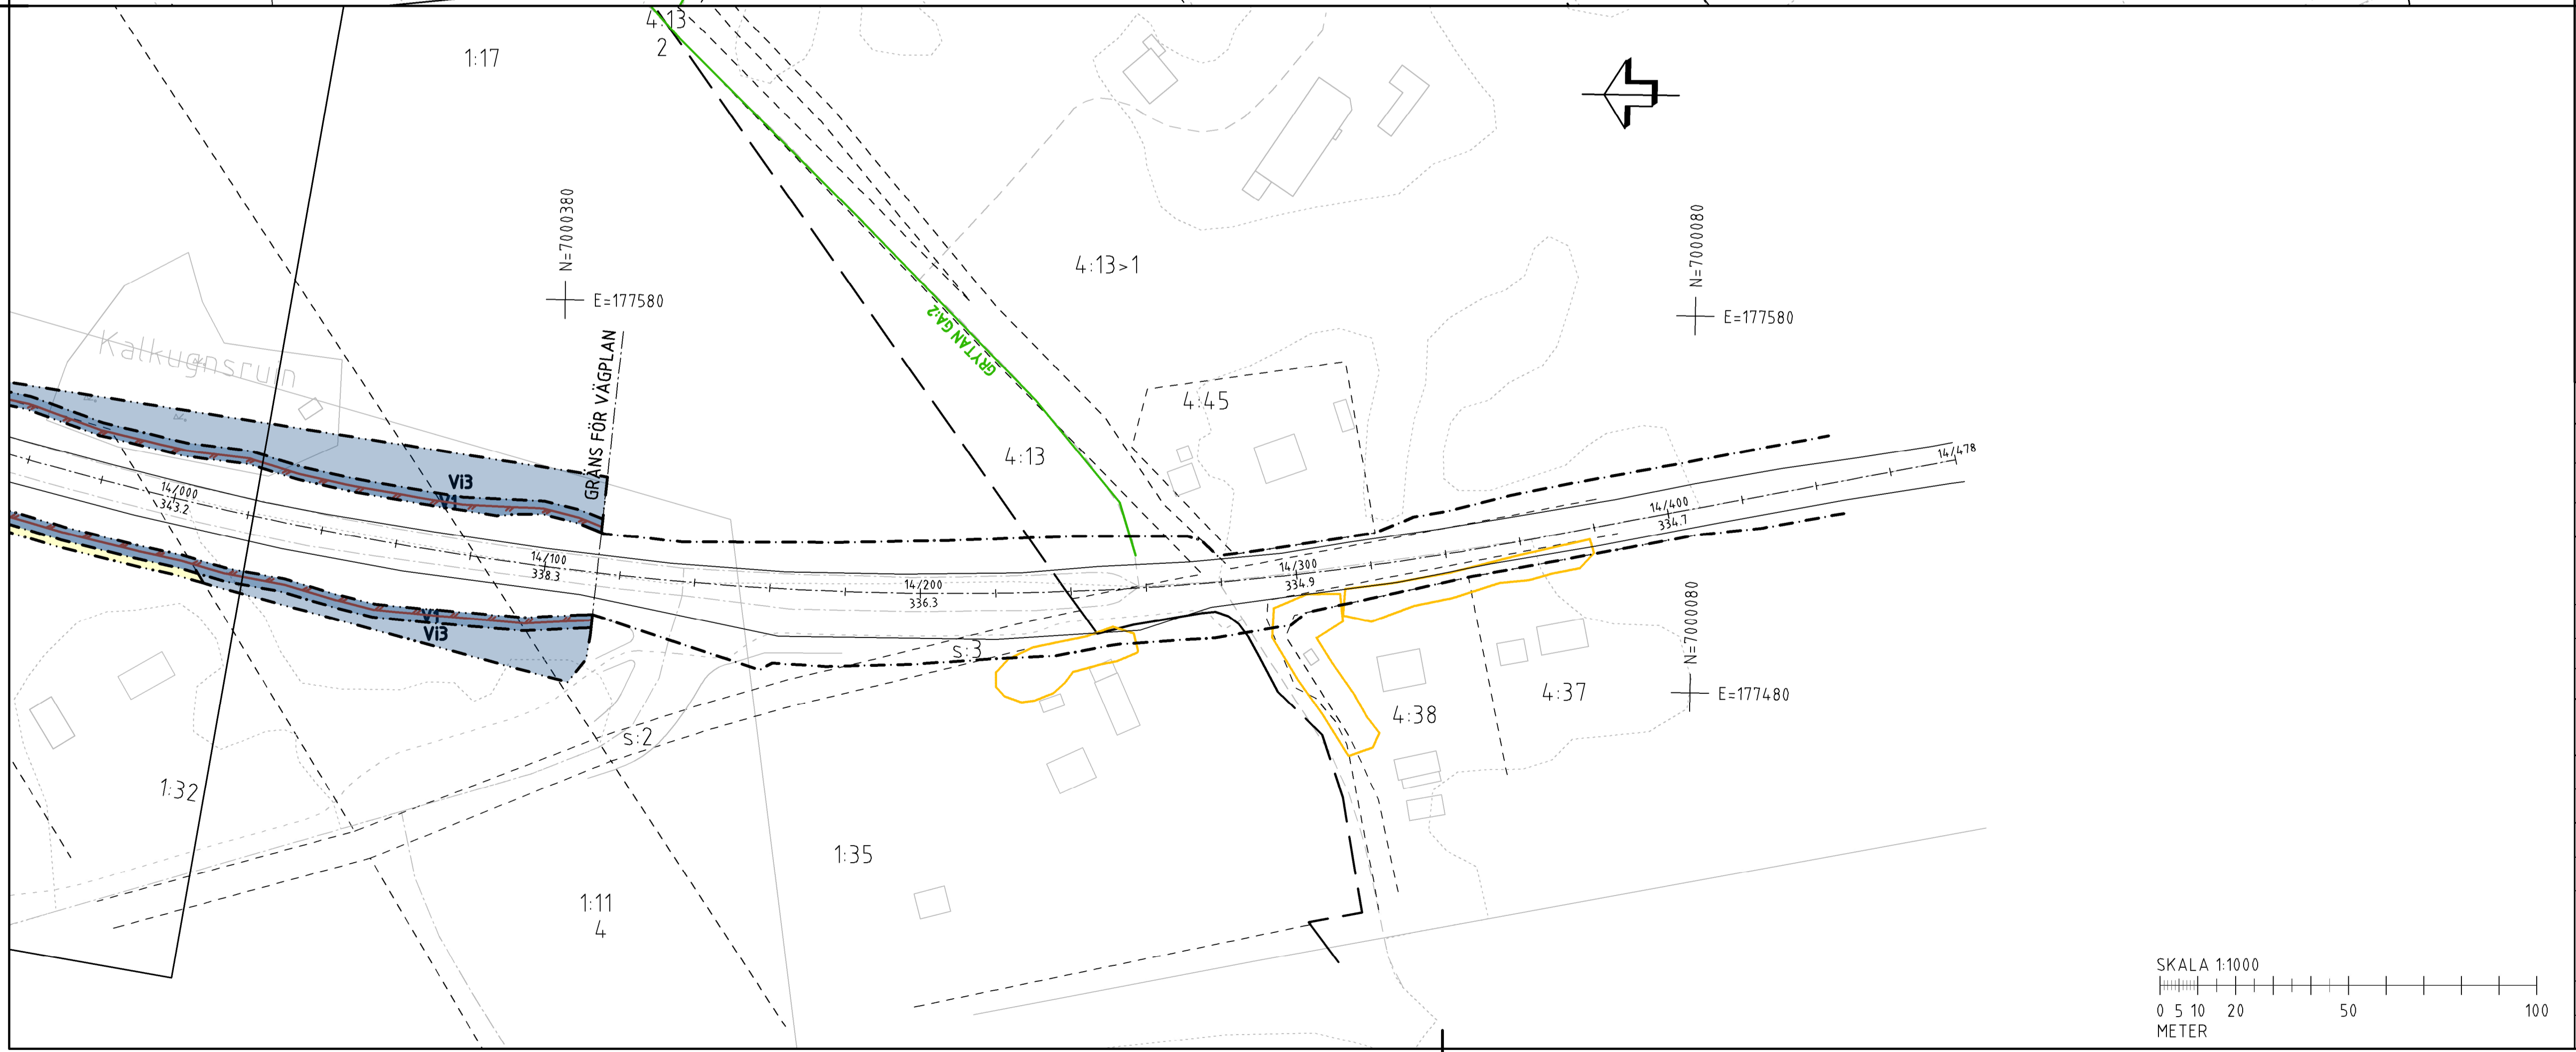 4:13
2
1:17
N=7000380
E=177580
N=7000080
E=177580
4:13>1
Kalkugnsruin
GRÄNS FÖR VÄGPLAN
GRYTAN GA:2
4:45
4:13
Vi3
V1
14/000
343.2
14/100
338.3
14/200
336.3
14/300
334.9
14/400
334.7
14/478
V1
Vi3
s:3
s:2
N=7000080
E=177480
4:37
4:38
1:32
1:35
1:11
4
SKALA 1:1000
0 5 10 20 50 100
METER